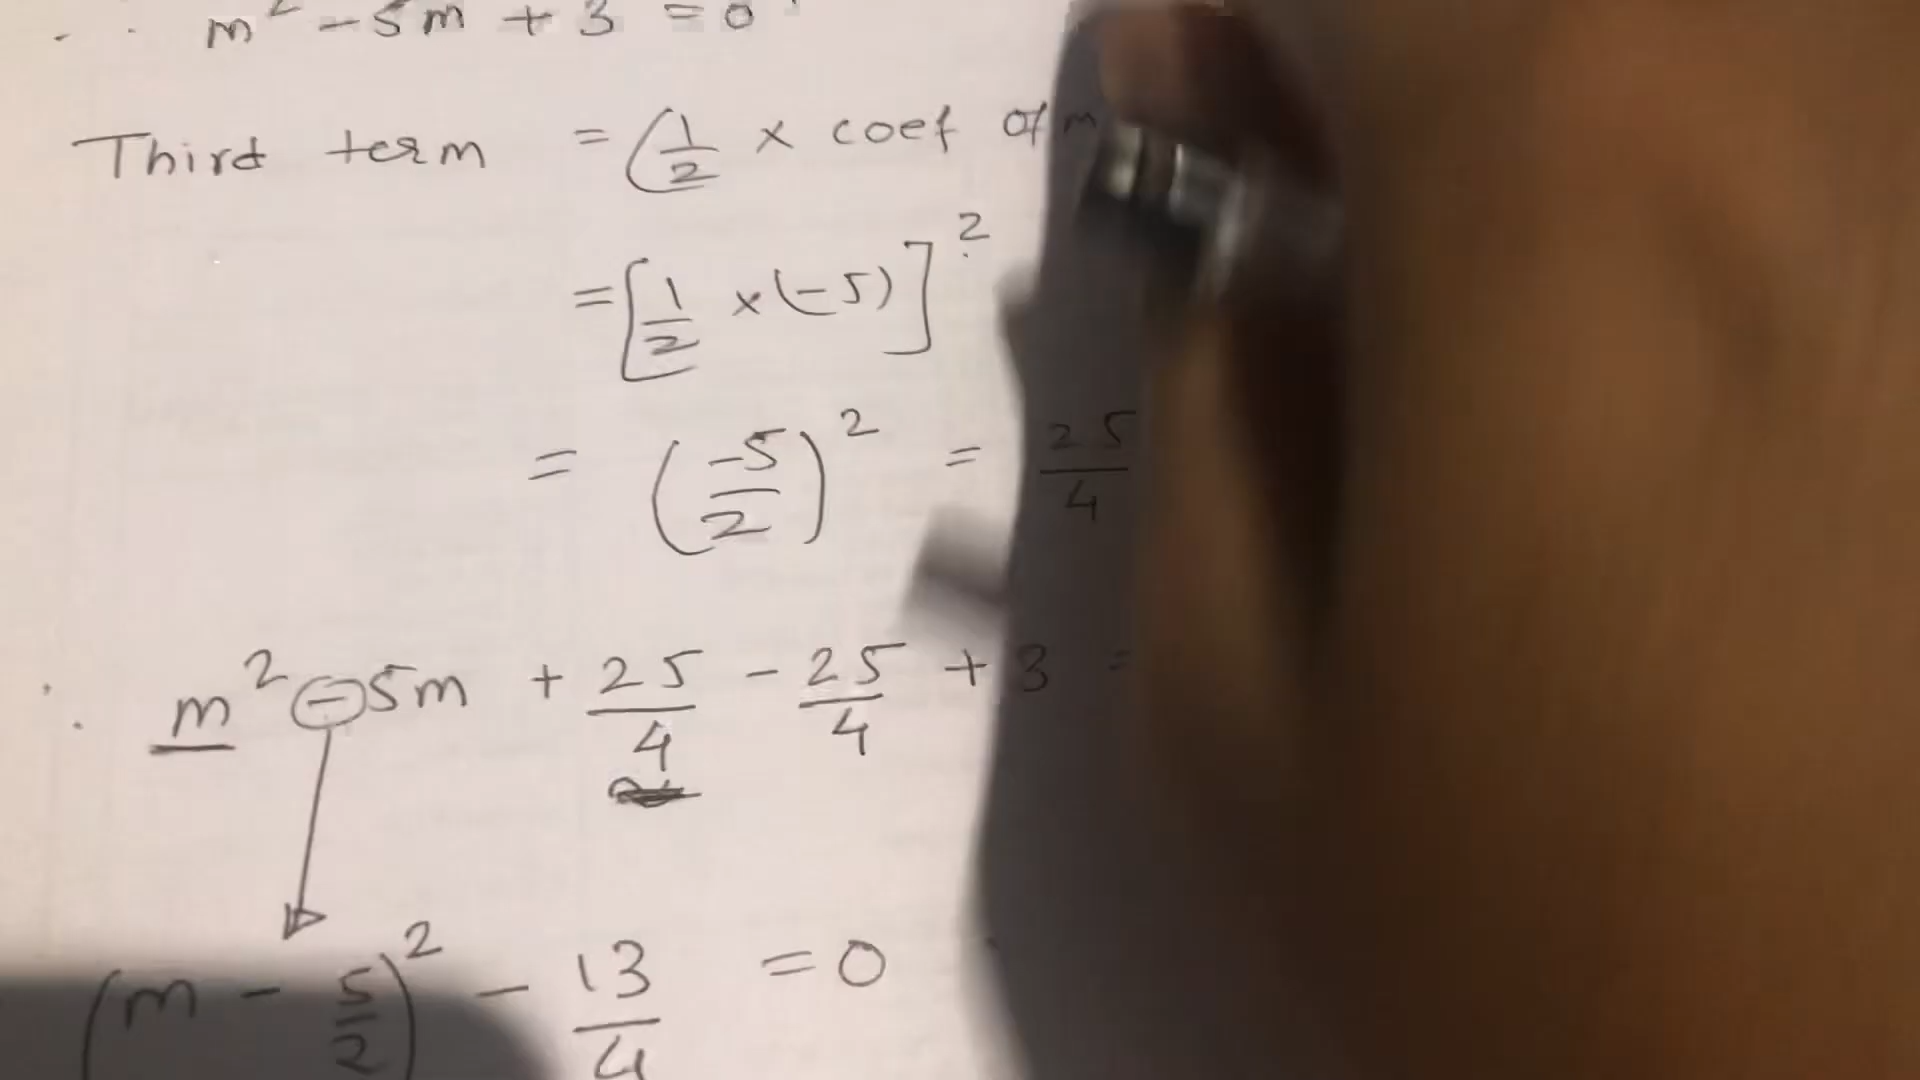 ∴ m² - 5m + 3 = 0
Third term = (1/2 × coef of m
= [1/2 × (-5)]²
= (-5/2)² = 25/4
∴ m² - 5m + 25/4 - 25/4 + 3 =
(m - 5/2)² - 13/4 = 0